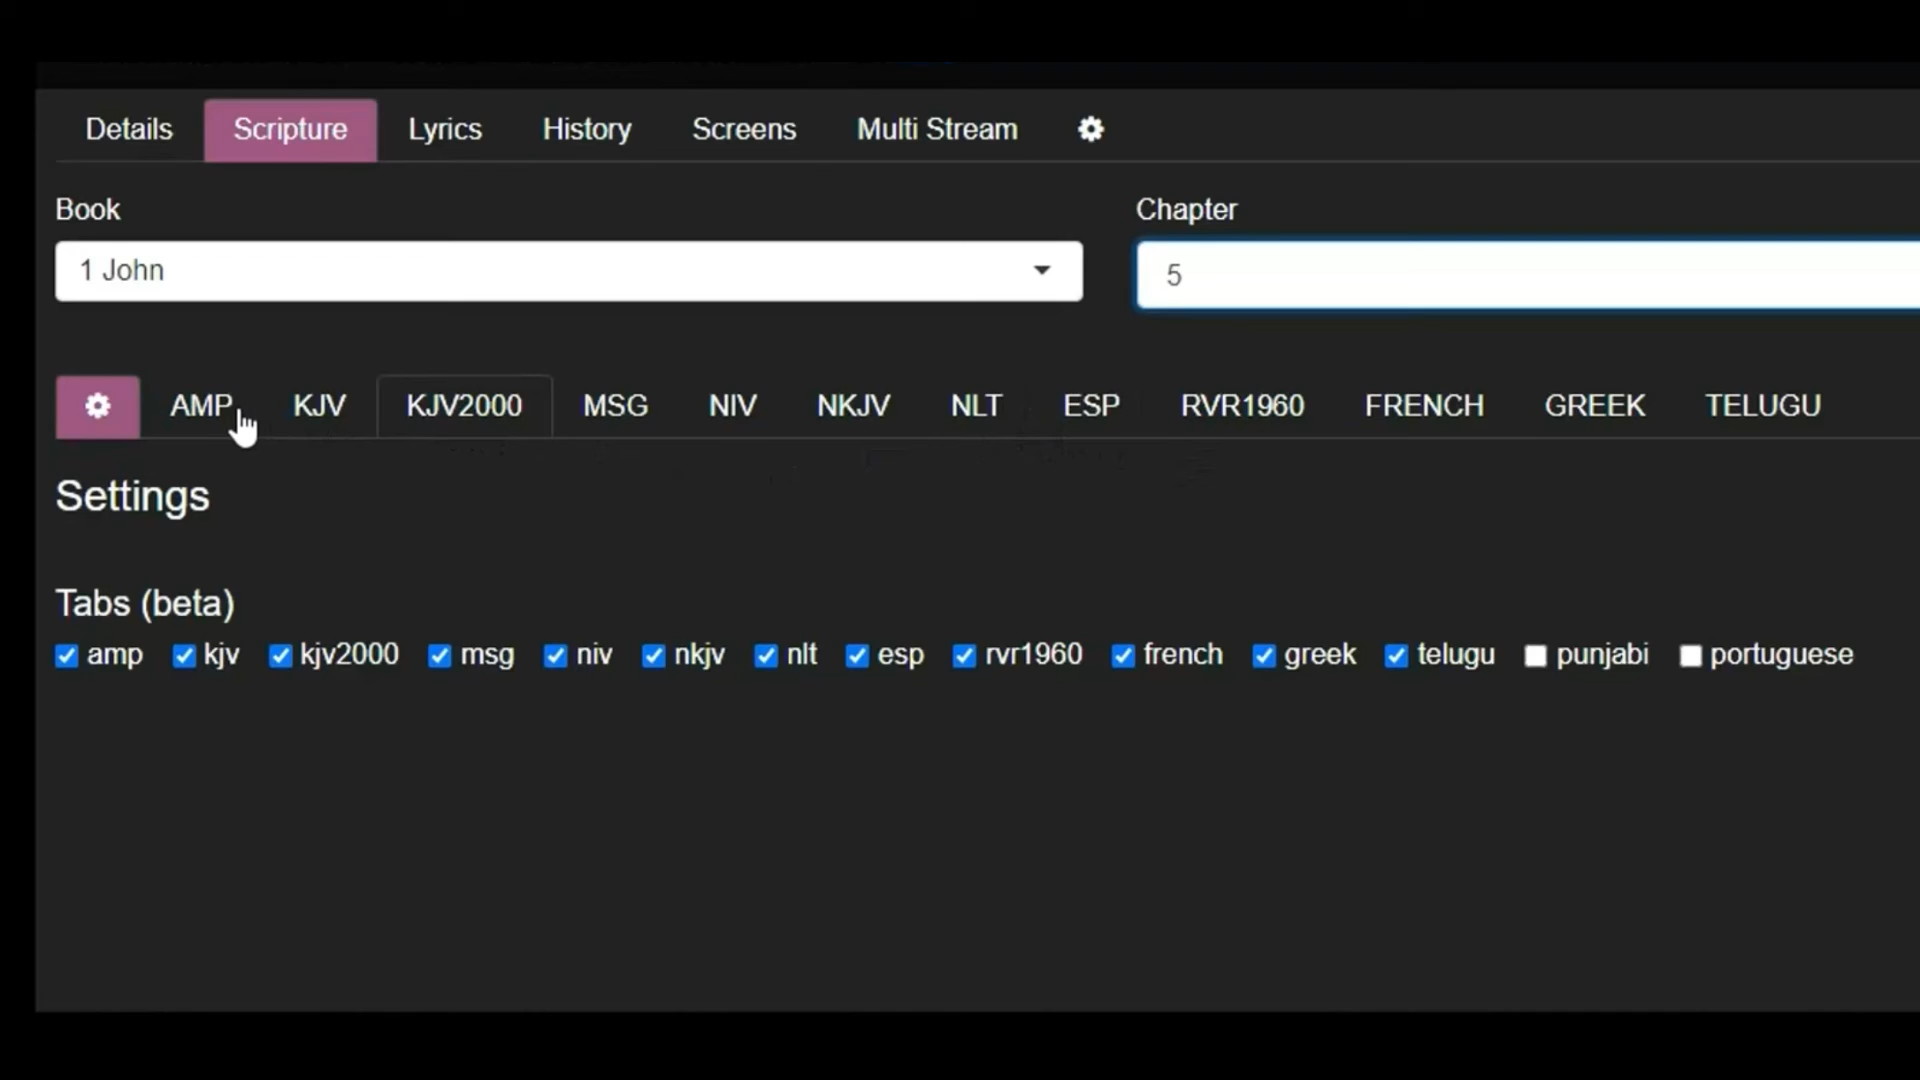 Details Scripture Lyrics History Screens Multi Stream
Book Chapter
1 John 5
AMP KJV KJV2000 MSG NIV NKJV NLT ESP RVR1960 FRENCH GREEK TELUGU
Settings
Tabs (beta)
amp kjv kjv2000 msg niv nkjv nlt esp rvr1960 french greek telugu punjabi portuguese